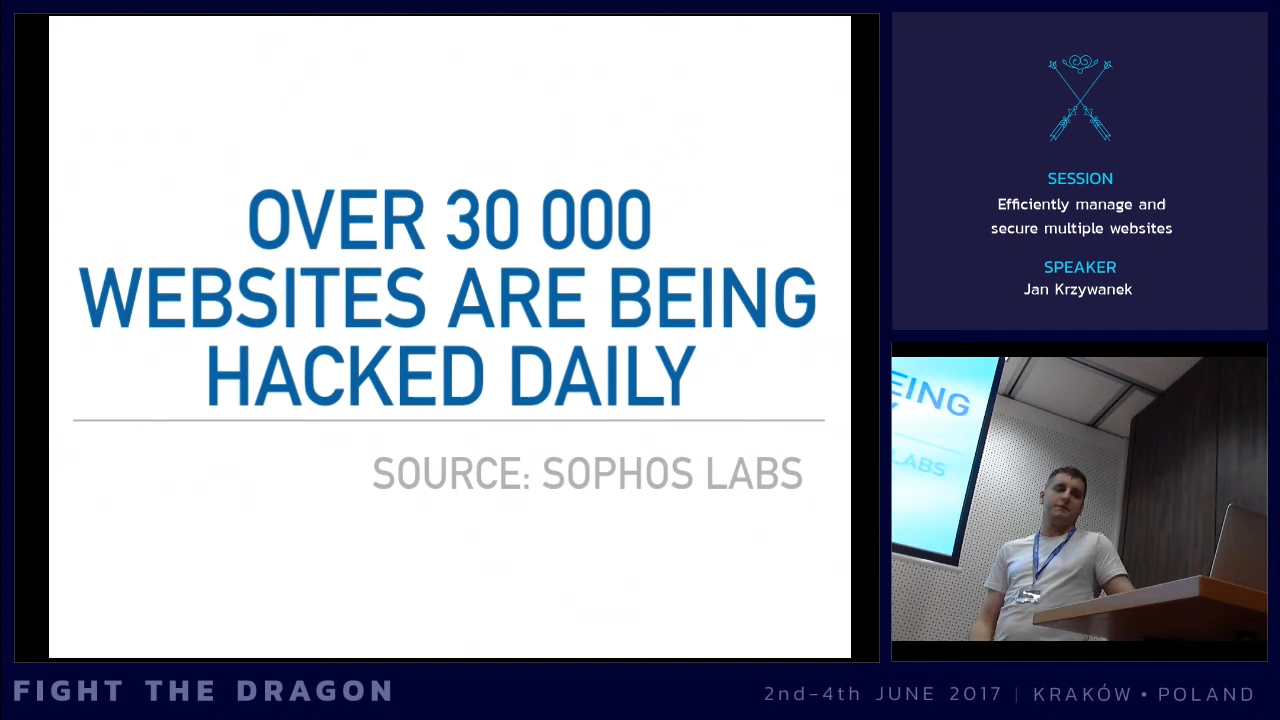 OVER 30 000
WEBSITES ARE BEING
HACKED DAILY
SOURCE: SOPHOS LABS
SESSION
Efficiently manage and
secure multiple websites
SPEAKER
Jan Krzywanek
EING
LABS
FIGHT THE DRAGON
2nd-4th JUNE 2017 | KRAKÓW • POLAND